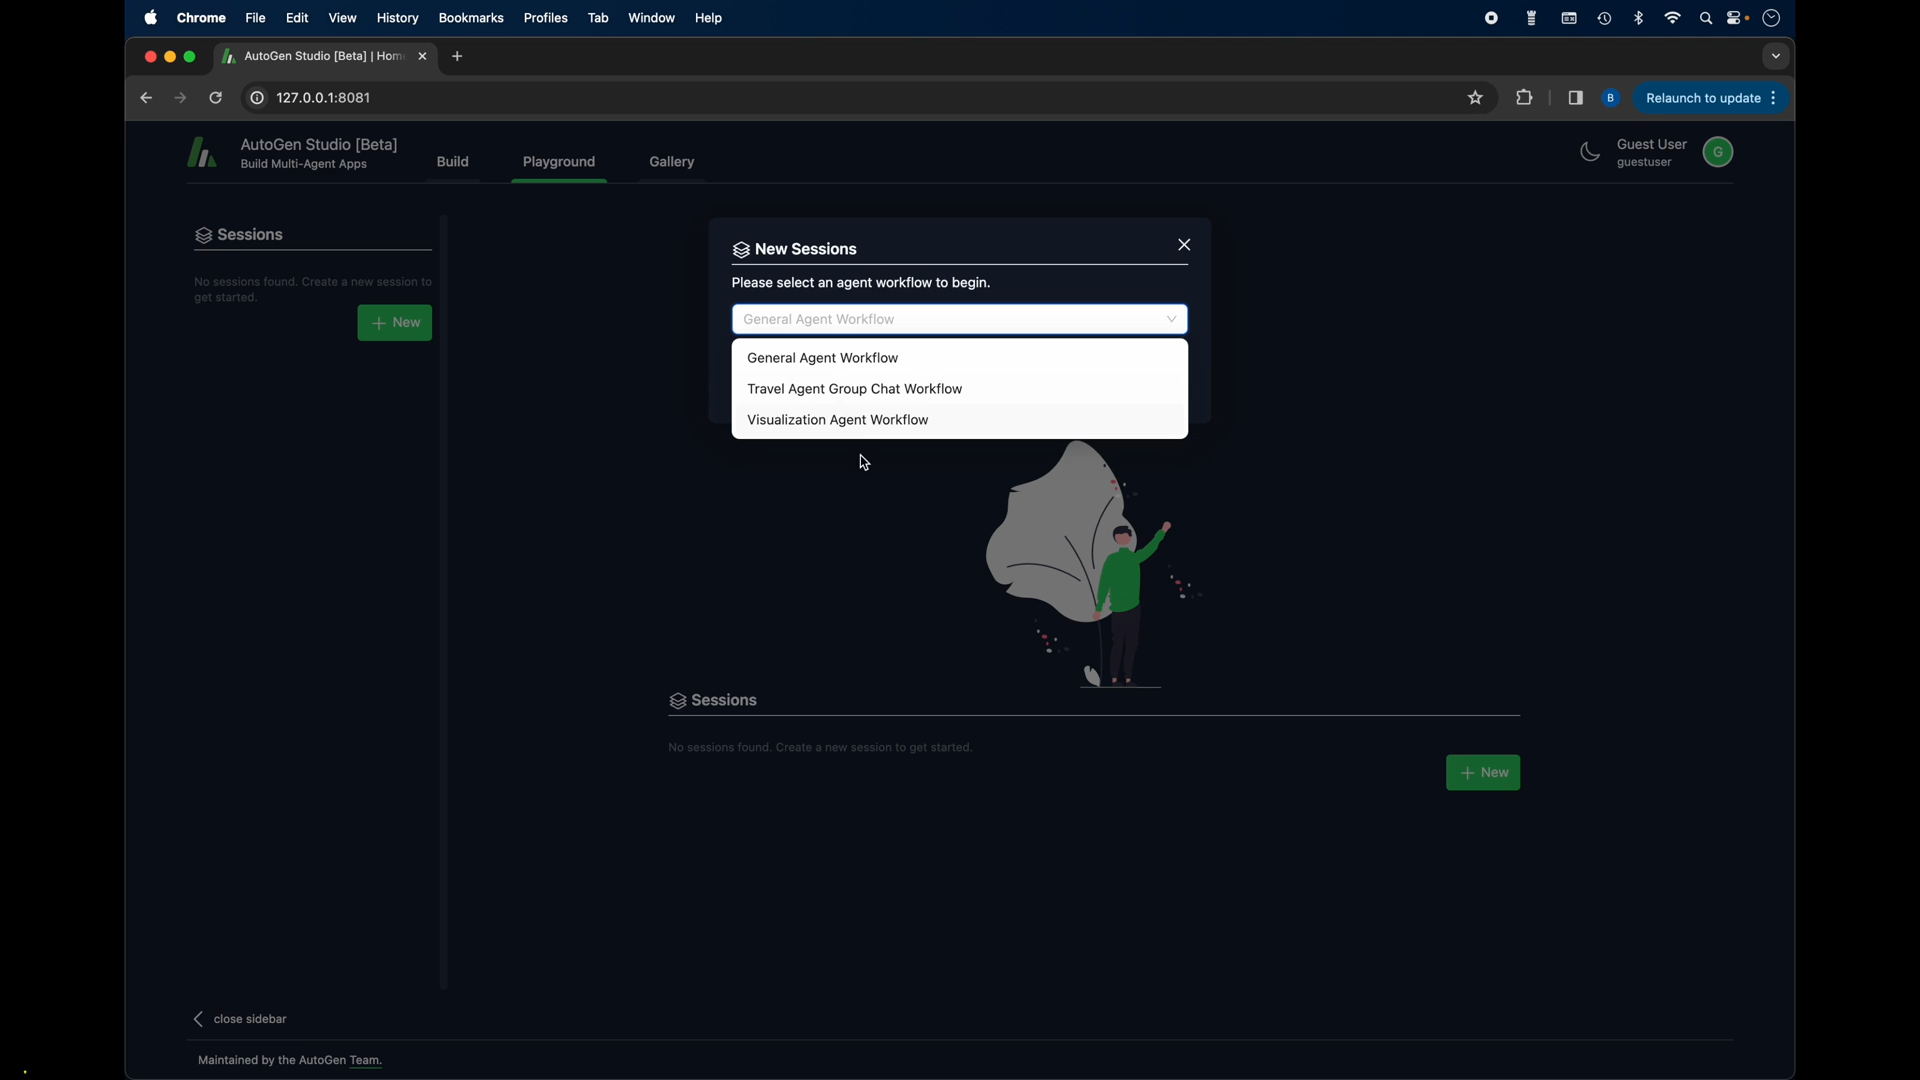 Chrome File Edit View History Bookmarks Profiles Tab Window Help
AutoGen Studio [Beta] | Hom
127.0.0.1:8081
B
Relaunch to update
AutoGen Studio [Beta]
Build Multi-Agent Apps
Build
Playground
Gallery
Guest User
guestuser
G
Sessions
No sessions found. Create a new session to
get started.
+ New
New Sessions
Please select an agent workflow to begin.
General Agent Workflow
General Agent Workflow
Travel Agent Group Chat Workflow
Visualization Agent Workflow
Sessions
No sessions found. Create a new session to get started.
+ New
close sidebar
Maintained by the AutoGen Team.